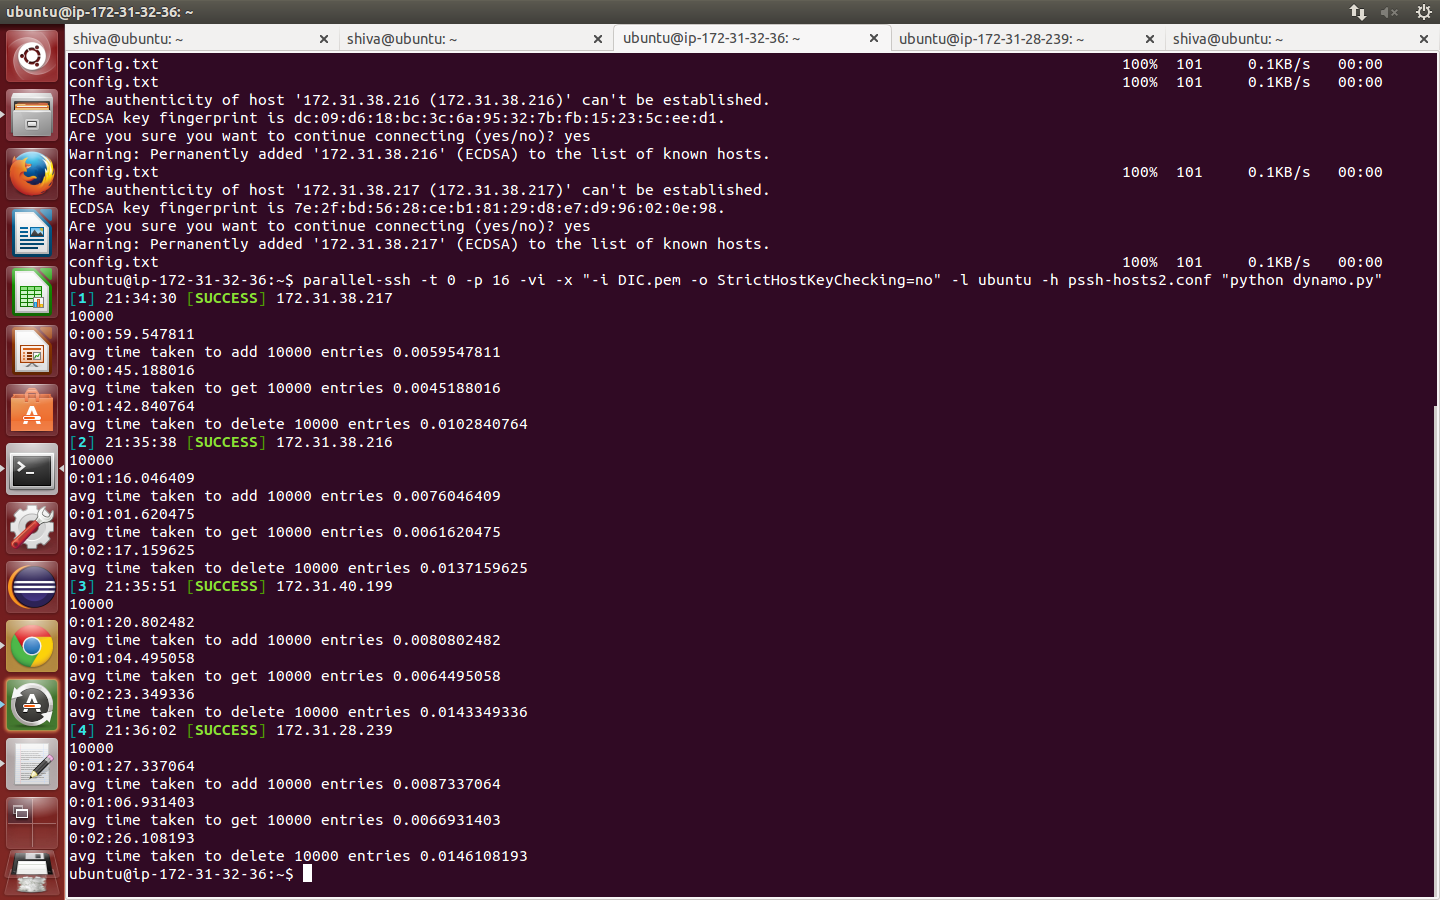 ubuntu@ip-172-31-32-36: ~
shiva@ubuntu: ~ × shiva@ubuntu: ~ × ubuntu@ip-172-31-32-36: ~ × ubuntu@ip-172-31-28-239: ~ × shiva@ubuntu: ~ ×
config.txt 100% 101 0.1KB/s 00:00
config.txt 100% 101 0.1KB/s 00:00
The authenticity of host '172.31.38.216 (172.31.38.216)' can't be established.
ECDSA key fingerprint is dc:09:d6:18:bc:3c:6a:95:32:7b:fb:15:23:5c:ee:d1.
Are you sure you want to continue connecting (yes/no)? yes
Warning: Permanently added '172.31.38.216' (ECDSA) to the list of known hosts.
config.txt 100% 101 0.1KB/s 00:00
The authenticity of host '172.31.38.217 (172.31.38.217)' can't be established.
ECDSA key fingerprint is 7e:2f:bd:56:28:ce:b1:81:29:d8:e7:d9:96:02:0e:98.
Are you sure you want to continue connecting (yes/no)? yes
Warning: Permanently added '172.31.38.217' (ECDSA) to the list of known hosts.
config.txt 100% 101 0.1KB/s 00:00
ubuntu@ip-172-31-32-36:~$ parallel-ssh -t 0 -p 16 -vi -x "-i DIC.pem -o StrictHostKeyChecking=no" -l ubuntu -h pssh-hosts2.conf "python dynamo.py"
[1] 21:34:30 [SUCCESS] 172.31.38.217
10000
0:00:59.547811
avg time taken to add 10000 entries 0.0059547811
0:00:45.188016
avg time taken to get 10000 entries 0.0045188016
0:01:42.840764
avg time taken to delete 10000 entries 0.0102840764
[2] 21:35:38 [SUCCESS] 172.31.38.216
10000
0:01:16.046409
avg time taken to add 10000 entries 0.0076046409
0:01:01.620475
avg time taken to get 10000 entries 0.0061620475
0:02:17.159625
avg time taken to delete 10000 entries 0.0137159625
[3] 21:35:51 [SUCCESS] 172.31.40.199
10000
0:01:20.802482
avg time taken to add 10000 entries 0.0080802482
0:01:04.495058
avg time taken to get 10000 entries 0.0064495058
0:02:23.349336
avg time taken to delete 10000 entries 0.0143349336
[4] 21:36:02 [SUCCESS] 172.31.28.239
10000
0:01:27.337064
avg time taken to add 10000 entries 0.0087337064
0:01:06.931403
avg time taken to get 10000 entries 0.0066931403
0:02:26.108193
avg time taken to delete 10000 entries 0.0146108193
ubuntu@ip-172-31-32-36:~$